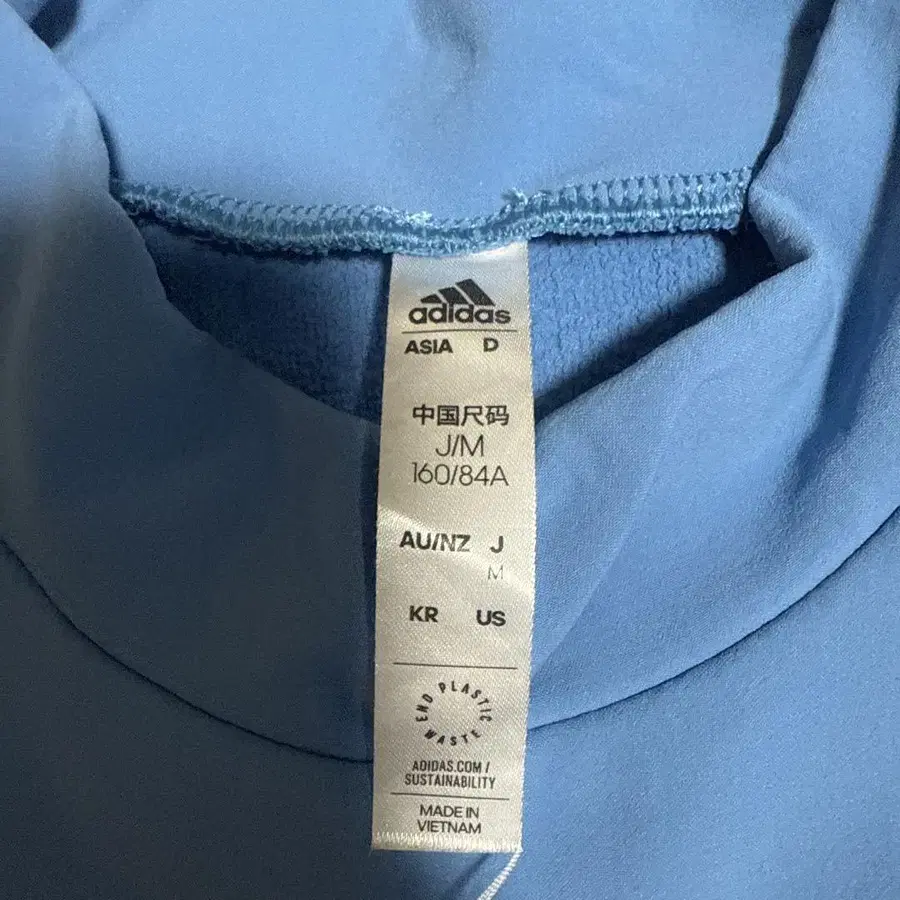 adidas
ASIA D
中国尺码
J/M
160/84A
AU/NZ J
M
KR US
END PLASTIC WASTE
ADIDAS.COM/
SUSTAINABILITY
MADE IN
VIETNAM